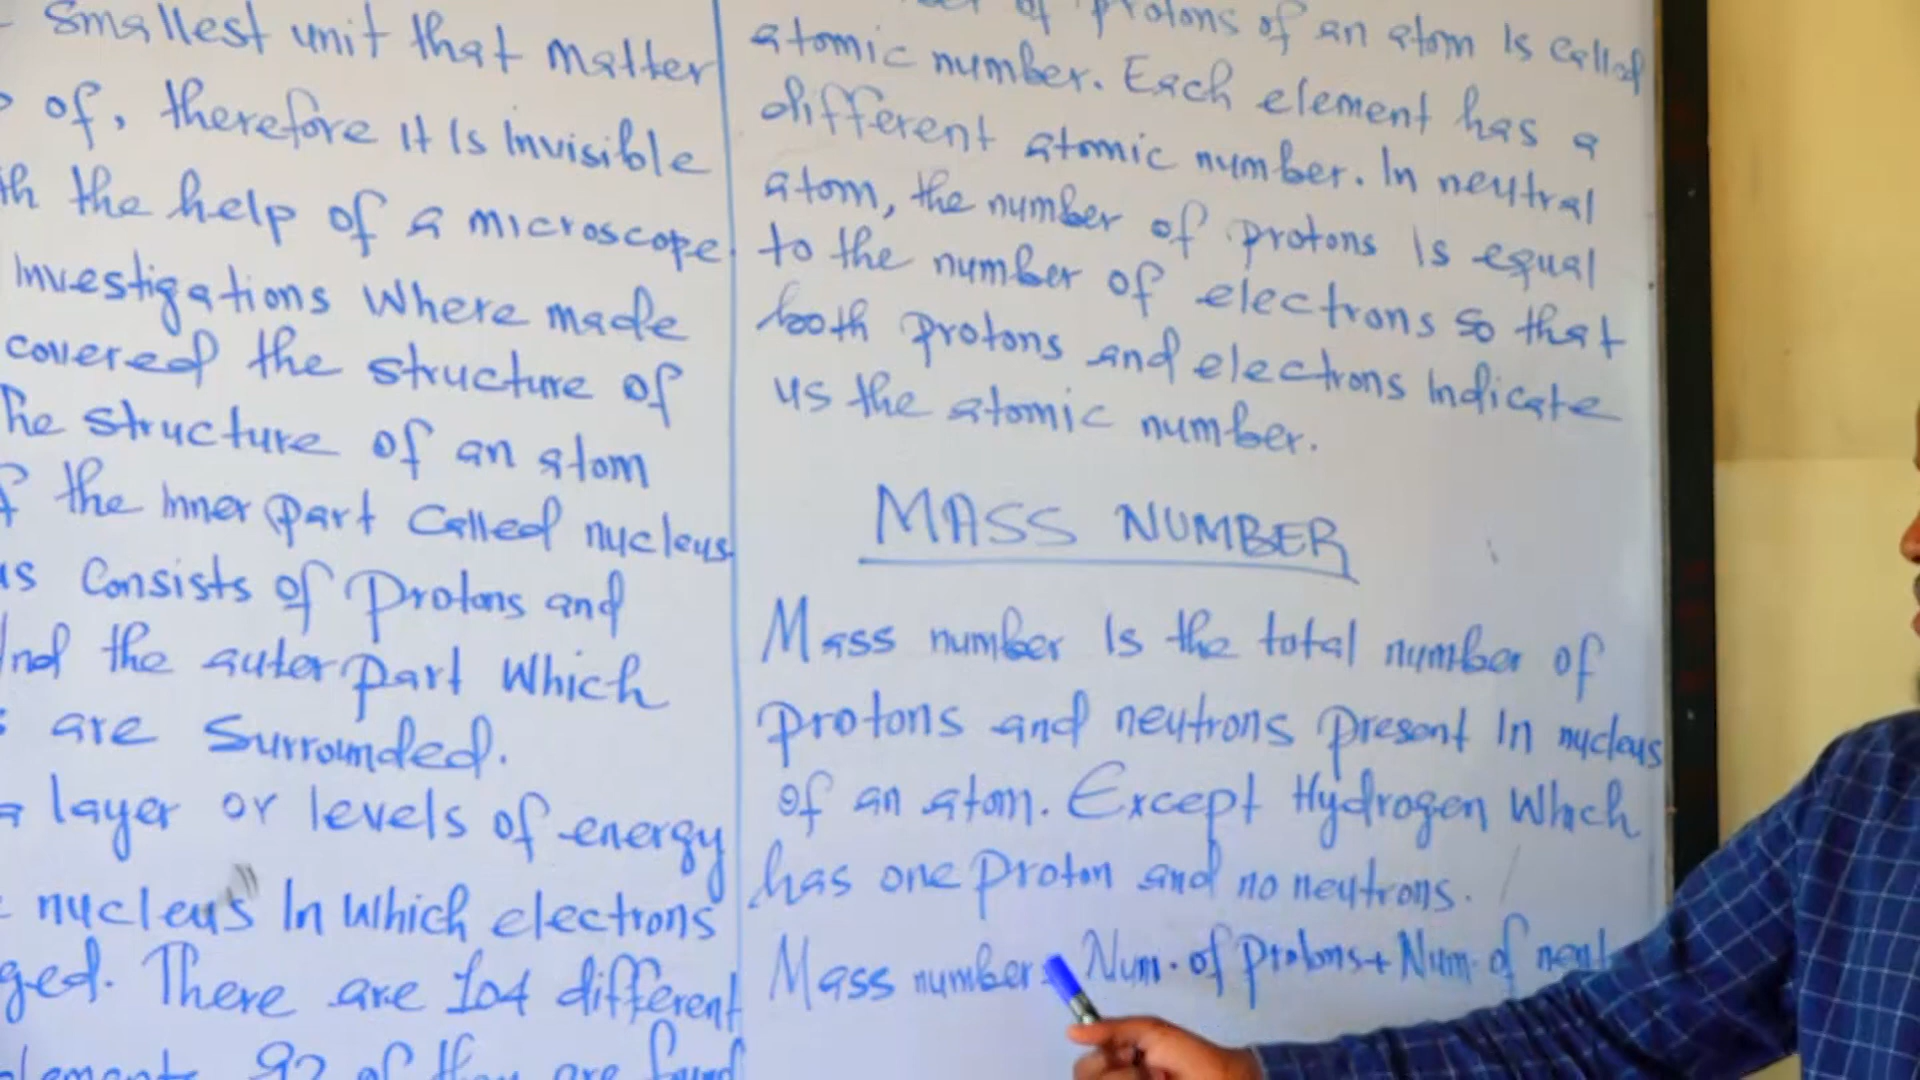 smallest unit that matter
of, therefore it is invisible
the help of a microscope
investigations where made
covered the structure of
The structure of an atom
the inner part called nucleus
us consists of protons and
And the auter part which
are surrounded.
a layer or levels of energy
nucleus in which electrons
ged. There are 104 different
92 of them are found
of protons of an atom is called
atomic number. Each element has a
different atomic number. In neutral
atom, the number of protons is equal
to the number of electrons so that
both protons and electrons indicate
us the atomic number.
MASS NUMBER
Mass number is the total number of
protons and neutrons present in nucleus
of an atom. Except Hydrogen which
has one proton and no neutrons.
Mass number = Num. of protons + Num. of neut